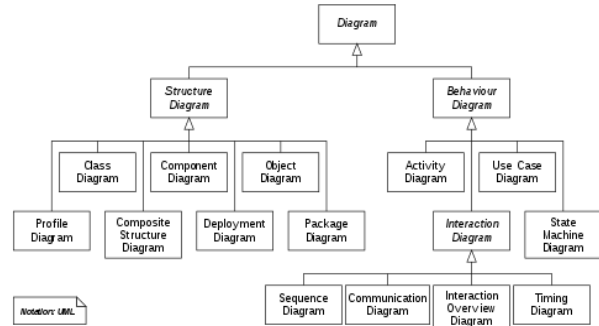 Diagram
Structure
Diagram
Behaviour
Diagram
Class
Diagram
Component
Diagram
Object
Diagram
Activity
Diagram
Use Case
Diagram
Profile
Diagram
Composite
Structure
Diagram
Deployment
Diagram
Package
Diagram
Interaction
Diagram
State
Machine
Diagram
Sequence
Diagram
Communication
Diagram
Interaction
Overview
Diagram
Timing
Diagram
Notation: UML